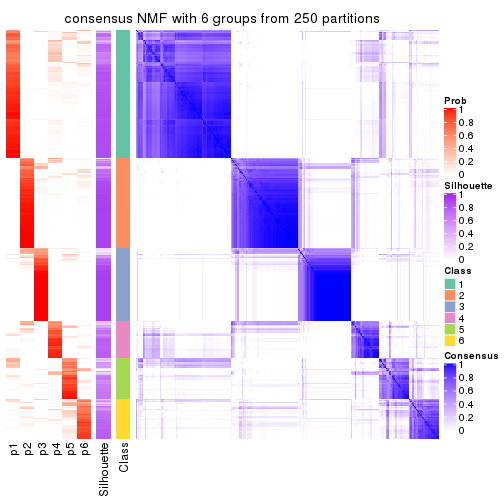 consensus NMF with 6 groups from 250 partitions
Prob
1
0.8
0.6
0.4
0.2
0
Silhouette
1
0.8
0.6
0.4
0.2
0
Class
1
2
3
4
5
6
Consensus
1
0.8
0.6
0.4
0.2
0
p1
p2
p3
p4
p5
p6
Silhouette
Class